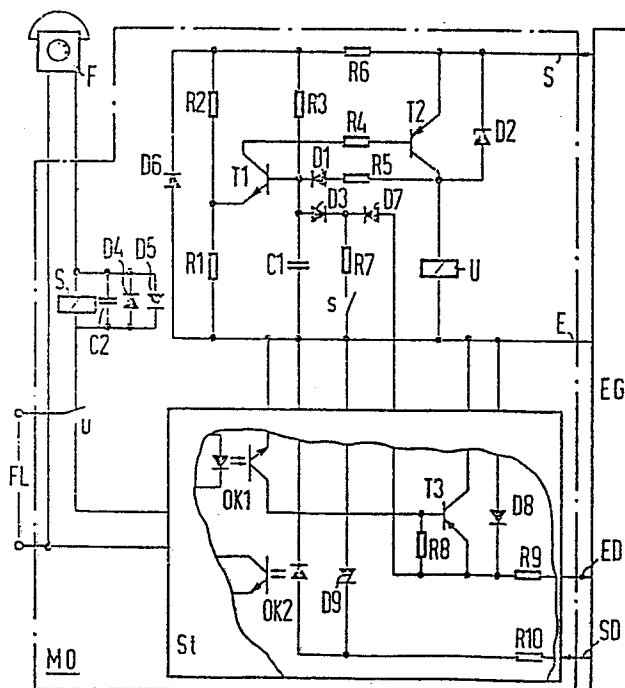 F
R6
S'
R2
R3
T2
R4
D2
D1
R5
D6
T1
D3
D7
R1
C1
R7
U
s
S
D4
D5
C2
E
EG
U
FL
OK1
T3
D8
R8
R9
ED
OK2
D9
St
R10
SD
MO